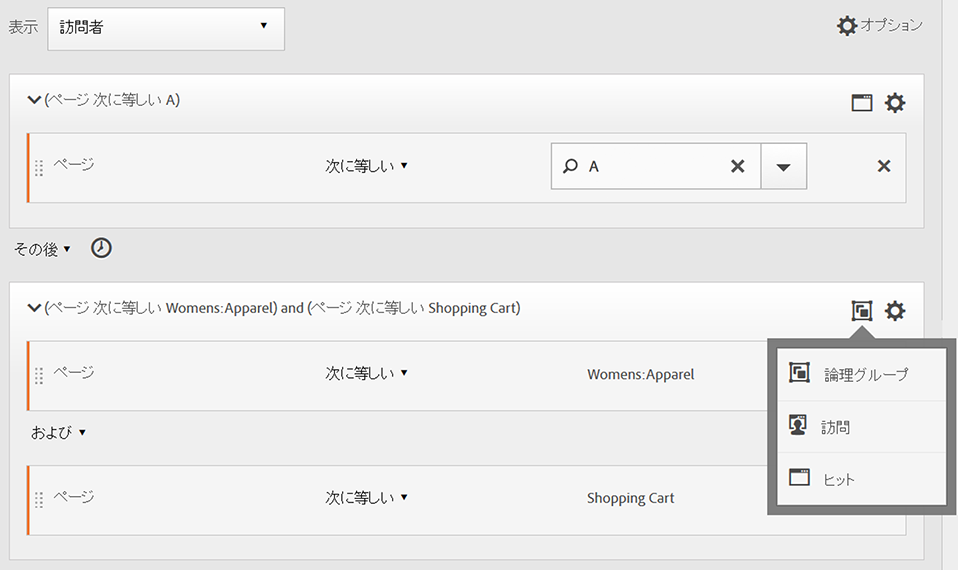 表示 訪問者 オプション
(ページ 次に等しい A)
ページ 次に等しい A
その後
(ページ 次に等しい Womens:Apparel) and (ページ 次に等しい Shopping Cart)
ページ 次に等しい Womens:Apparel
論理グループ
訪問
および
ヒット
ページ 次に等しい Shopping Cart